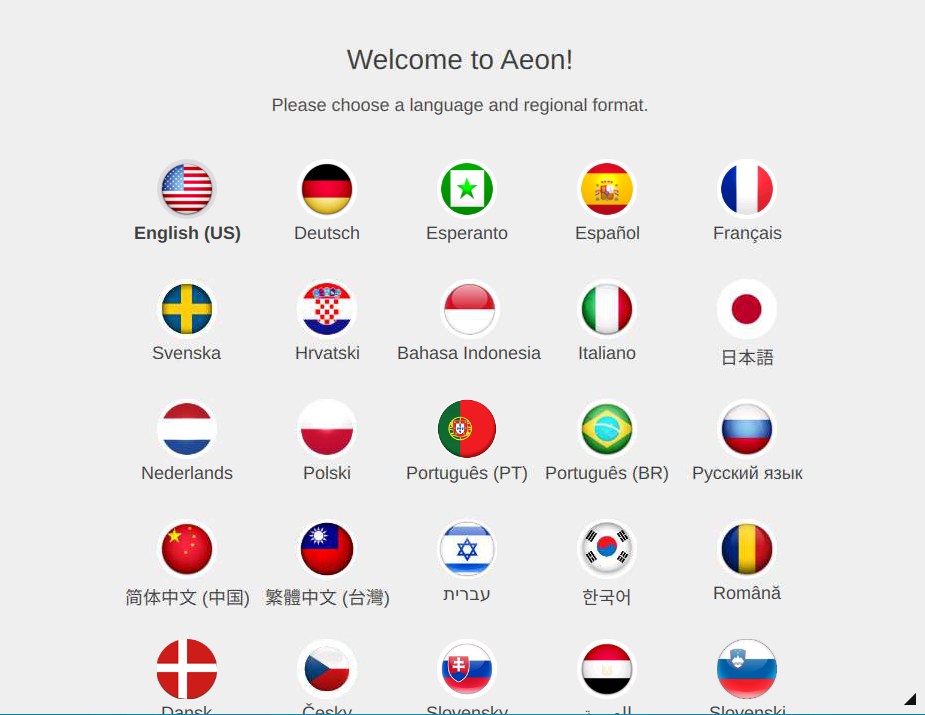 Welcome to Aeon!
Please choose a language and regional format.
English (US) Deutsch Esperanto Español Français
Svenska Hrvatski Bahasa Indonesia Italiano 日本語
Nederlands Polski Português (PT) Português (BR) Русский язык
简体中文 (中国) 繁體中文 (台灣) עברית 한국어 Română
Dansk Česky Slovensky Slovenski